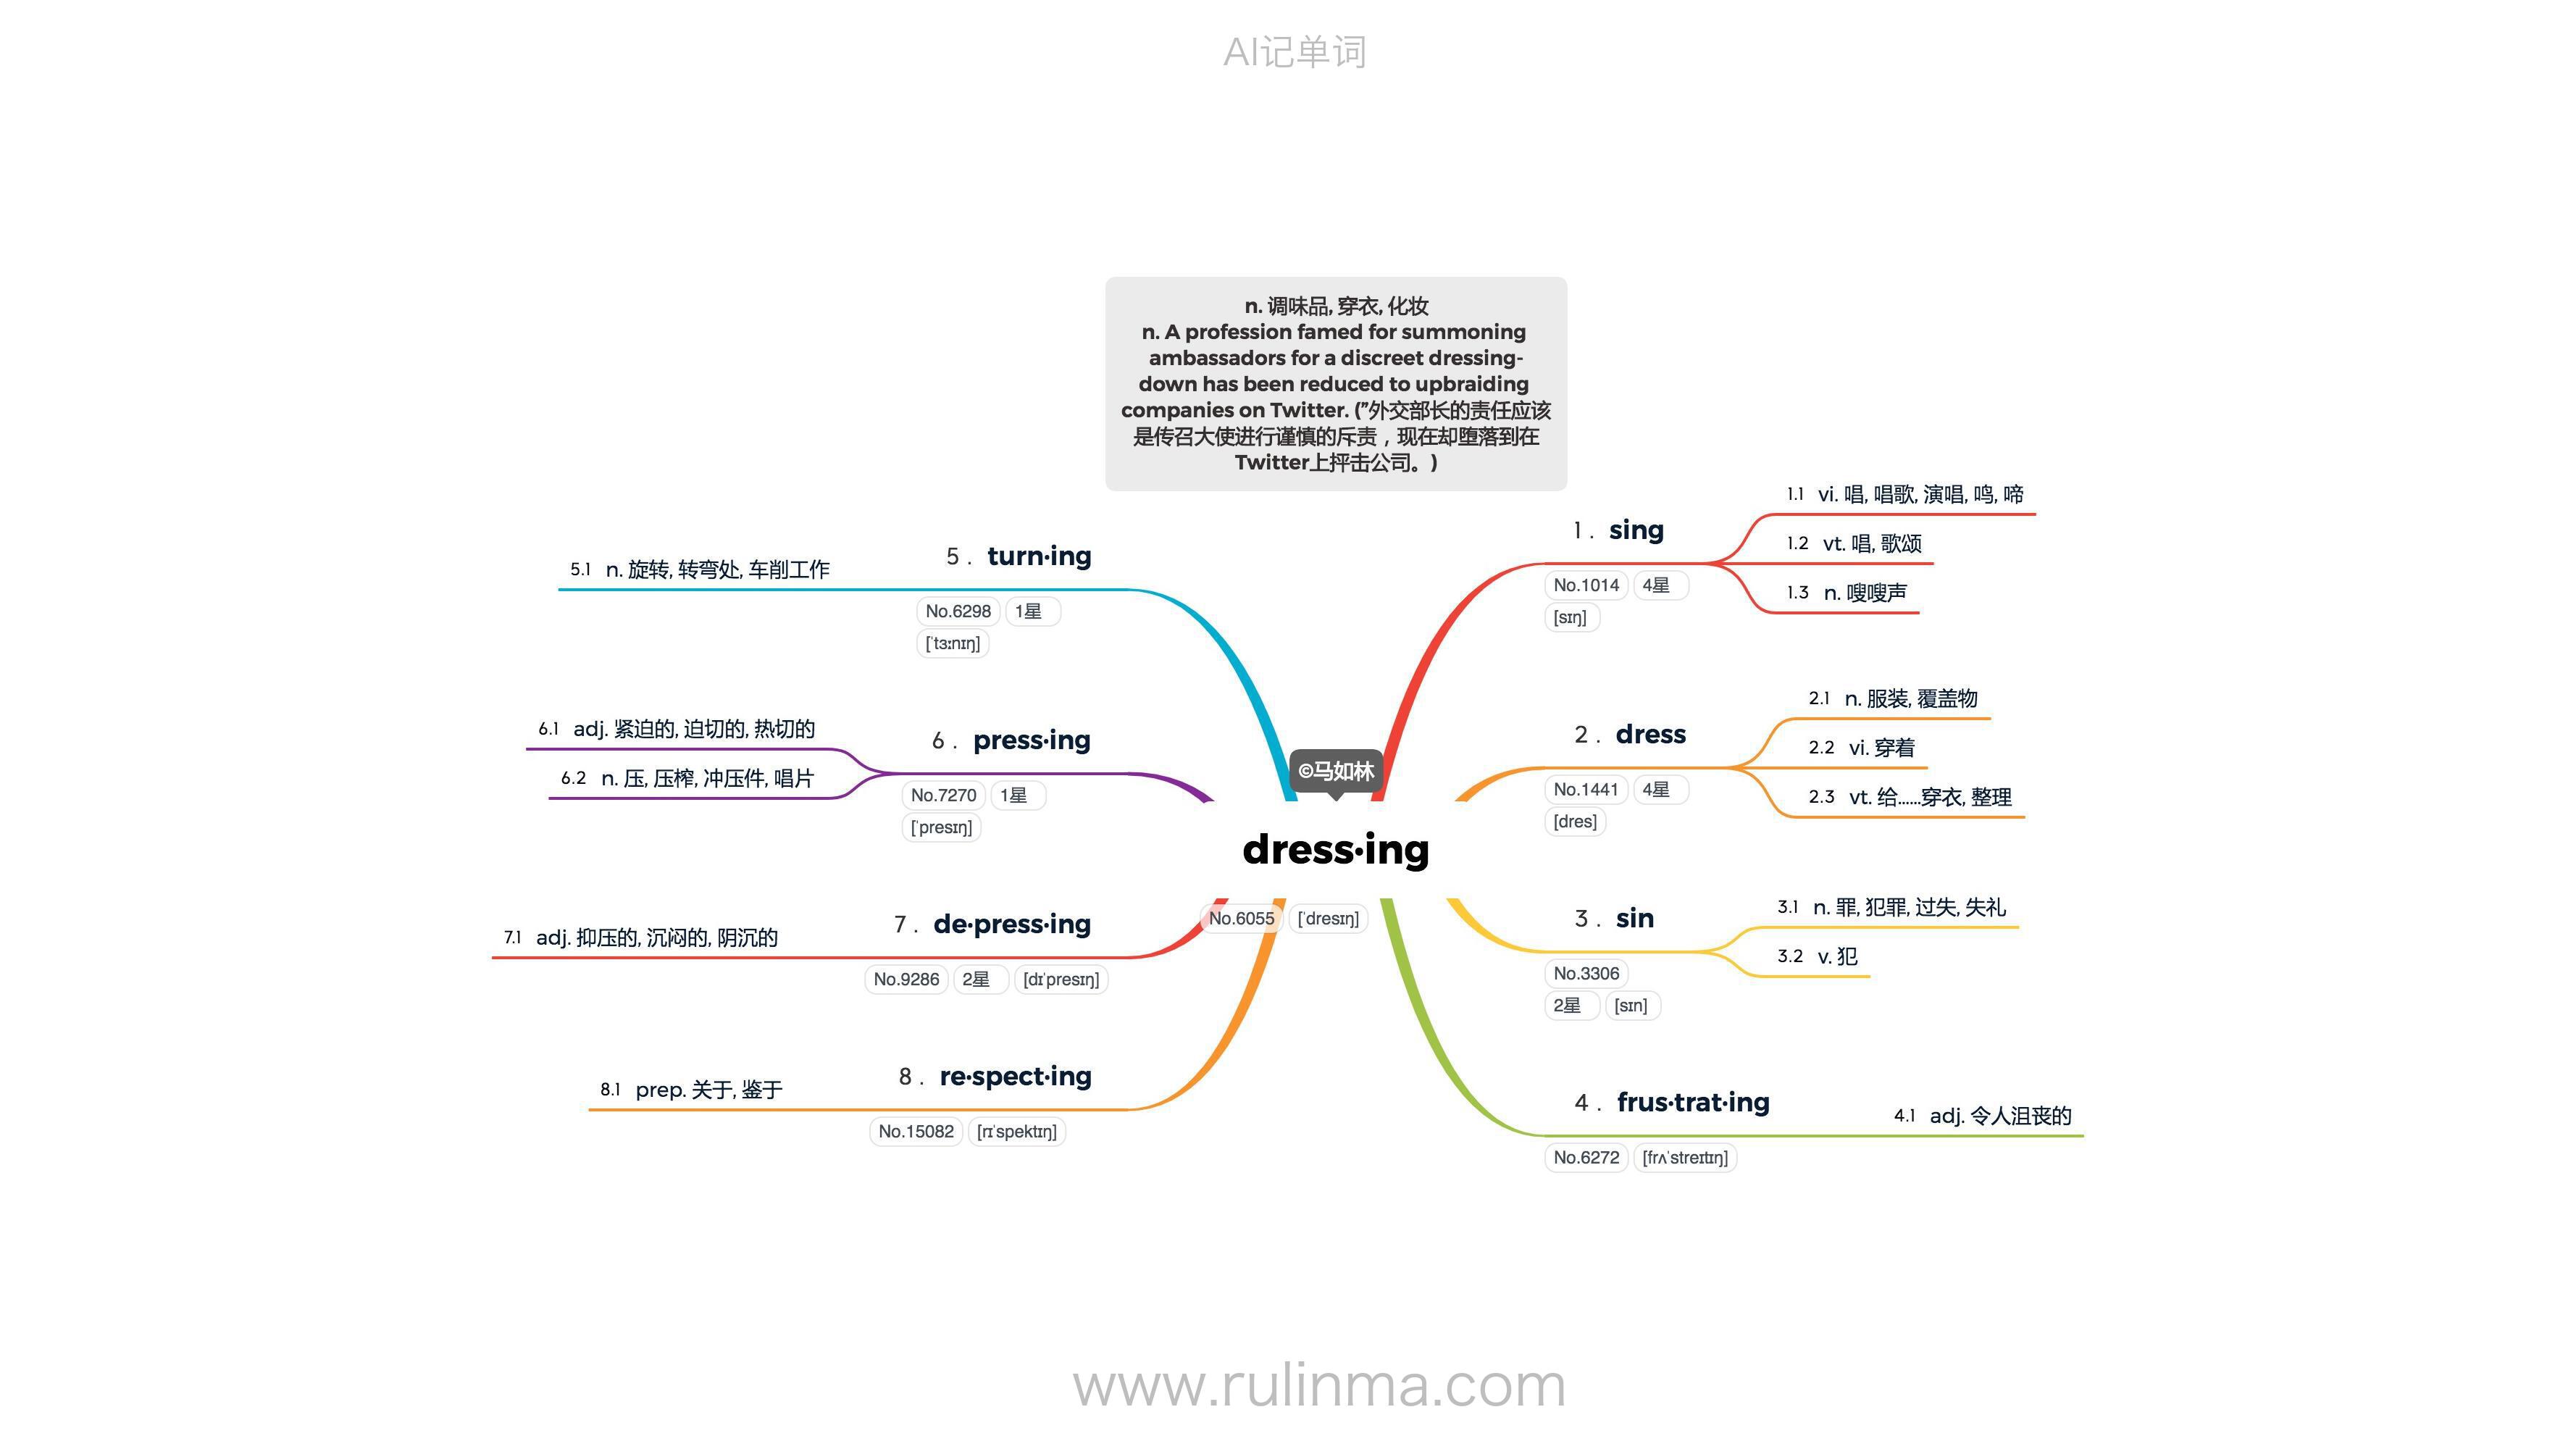 AI记单词
n. 调味品, 穿衣, 化妆
n. A profession famed for summoning
ambassadors for a discreet dressing-
down has been reduced to upbraiding
companies on Twitter. (”外交部长的责任应该
是传召大使进行谨慎的斥责，现在却堕落到在
Twitter上抨击公司。)
©马如林
dress·ing
No.6055 [ˈdresɪŋ]
1 . sing
No.1014 4星
[sɪŋ]
1.1 vi. 唱, 唱歌, 演唱, 鸣, 啼
1.2 vt. 唱, 歌颂
1.3 n. 嗖嗖声
2 . dress
No.1441 4星
[dres]
2.1 n. 服装, 覆盖物
2.2 vi. 穿着
2.3 vt. 给……穿衣, 整理
3 . sin
No.3306
2星 [sɪn]
3.1 n. 罪, 犯罪, 过失, 失礼
3.2 v. 犯
4 . frus·trat·ing
No.6272 [frʌˈstreɪtɪŋ]
4.1 adj. 令人沮丧的
5 . turn·ing
No.6298 1星
[ˈtɜːnɪŋ]
5.1 n. 旋转, 转弯处, 车削工作
6 . press·ing
No.7270 1星
[ˈpresɪŋ]
6.1 adj. 紧迫的, 迫切的, 热切的
6.2 n. 压, 压榨, 冲压件, 唱片
7 . de·press·ing
No.9286 2星 [dɪˈpresɪŋ]
7.1 adj. 抑压的, 沉闷的, 阴沉的
8 . re·spect·ing
No.15082 [rɪˈspektɪŋ]
8.1 prep. 关于, 鉴于
www.rulinma.com